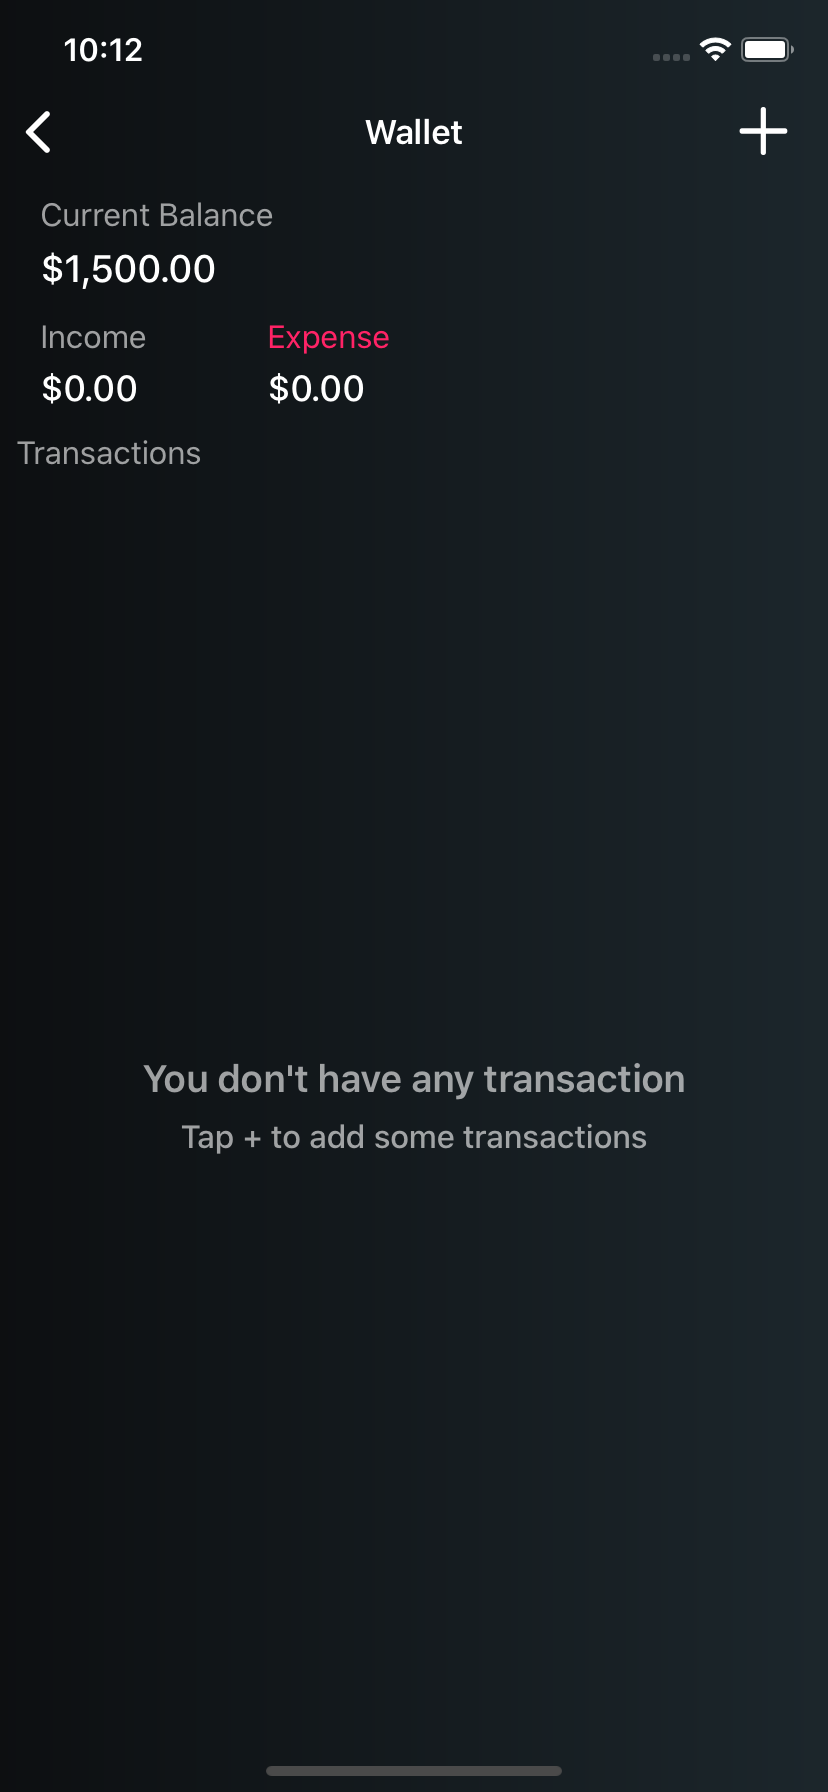 10:12
Wallet
Current Balance
$1,500.00
Income Expense
$0.00 $0.00
Transactions
You don't have any transaction
Tap + to add some transactions